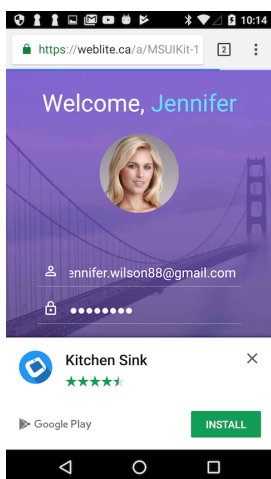 10:14
https://weblite.ca/a/MSUIKit-1
2
Welcome, Jennifer
ennifer.wilson88@gmail.com
Kitchen Sink
Google Play
INSTALL